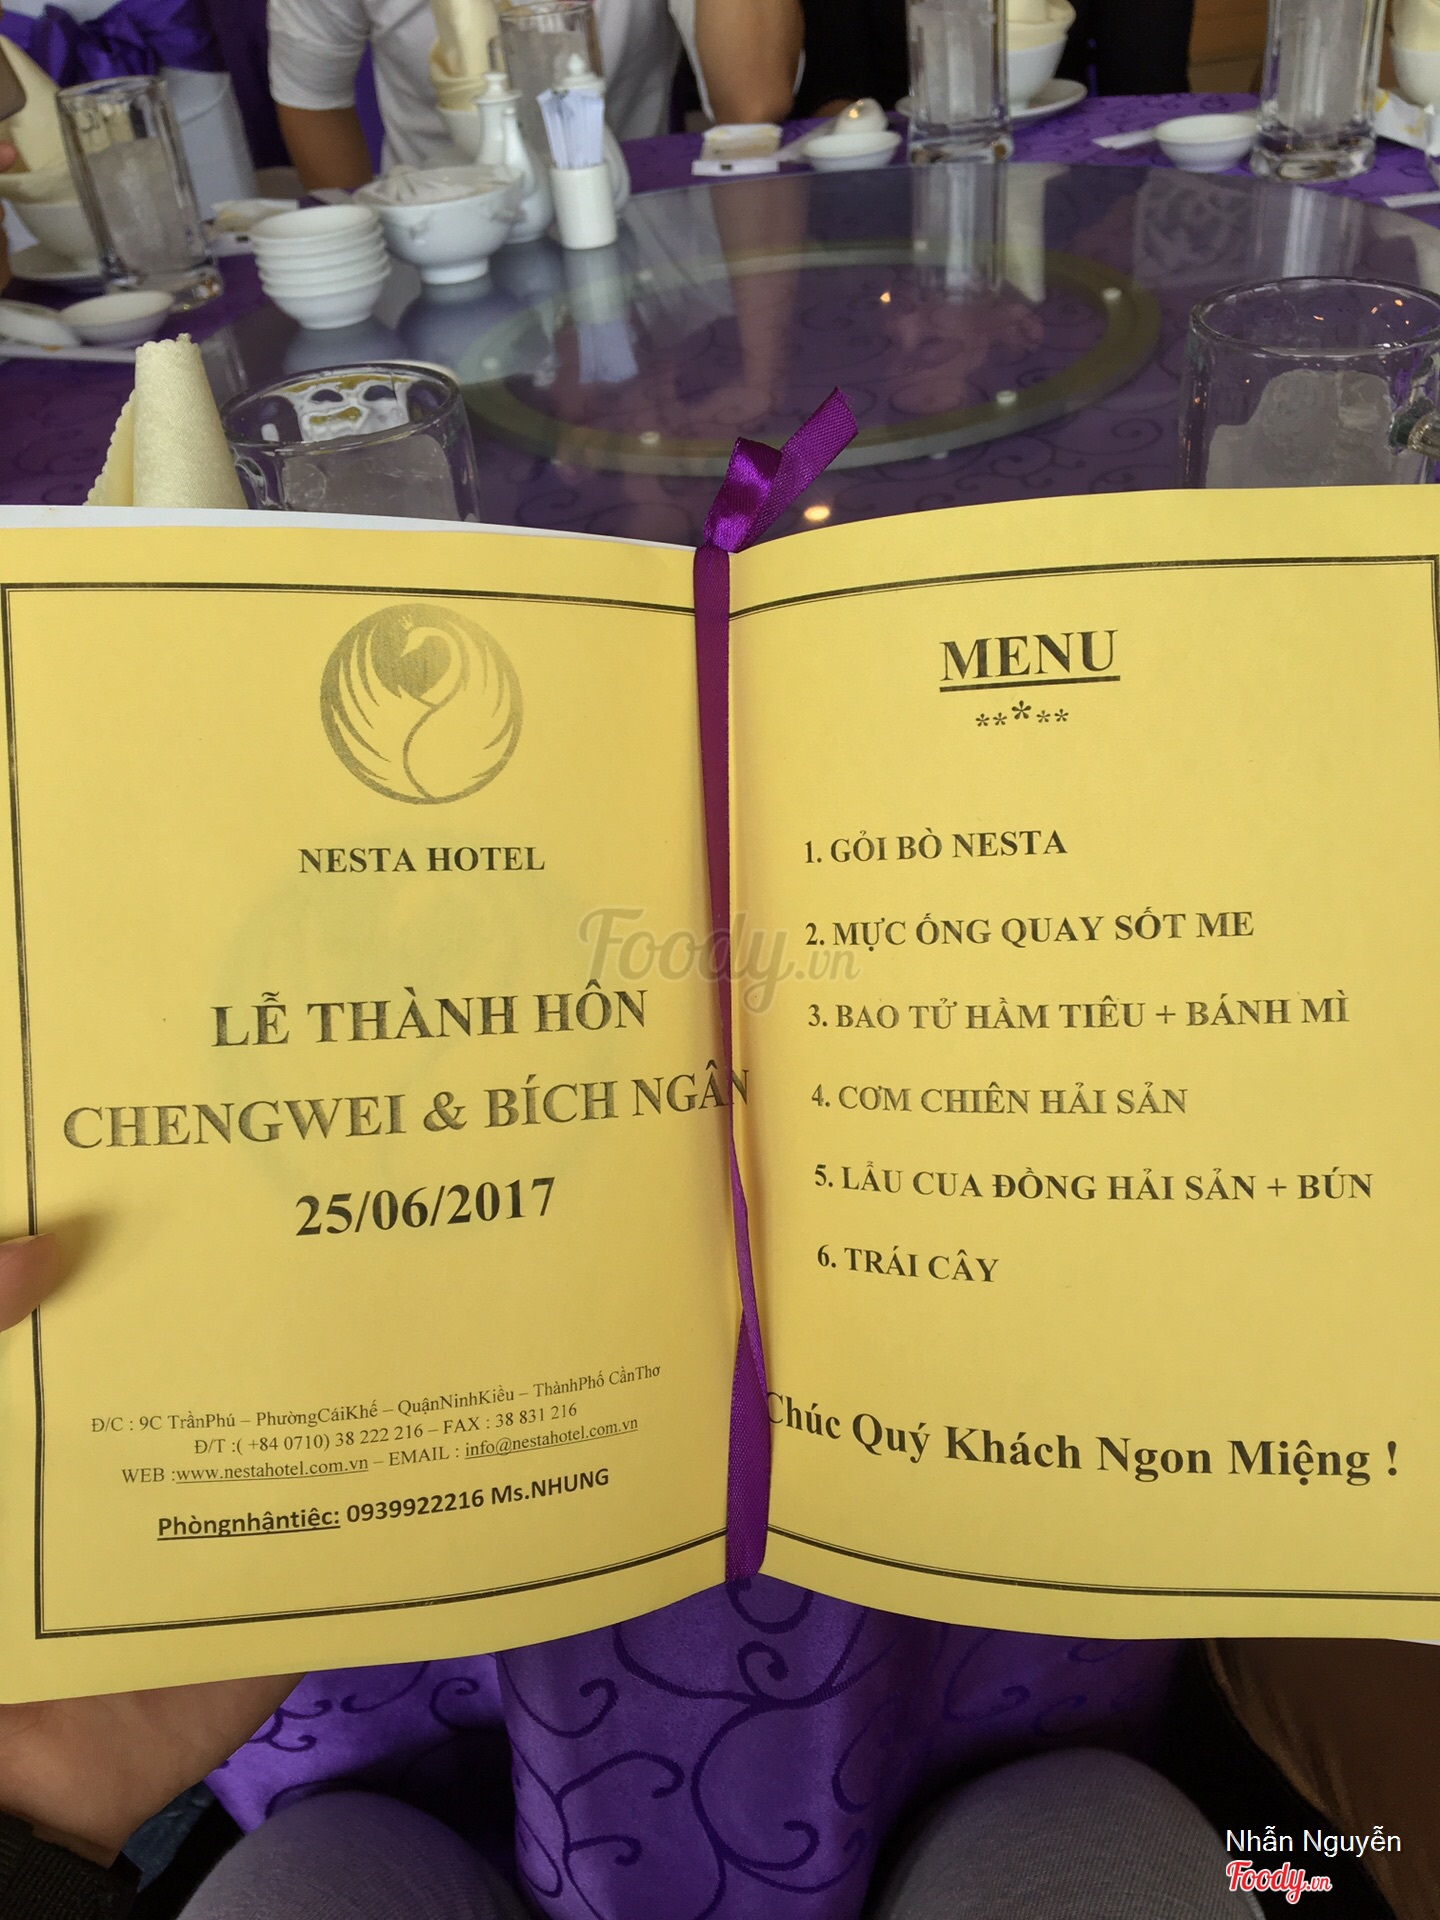 NESTA HOTEL
LỄ THÀNH HÔN
CHENGWEI & BÍCH NGÂN
25/06/2017
Đ/C : 9C TrầnPhú – PhườngCáiKhế – QuậnNinhKiều – ThànhPhố CầnThơ
Đ/T :( +84 0710) 38 222 216 – FAX : 38 831 216
WEB :www.nestahotel.com.vn – EMAIL : info@nestahotel.com.vn
Phòngnhậntiệc: 0939922216 Ms.NHUNG
MENU
*****
1. GỎI BÒ NESTA
2. MỰC ỐNG QUAY SỐT ME
3. BAO TỬ HẦM TIÊU + BÁNH MÌ
4. CƠM CHIÊN HẢI SẢN
5. LẨU CUA ĐỒNG HẢI SẢN + BÚN
6. TRÁI CÂY
Chúc Quý Khách Ngon Miệng !
Foody.vn
Nhẫn Nguyễn
Foody.vn